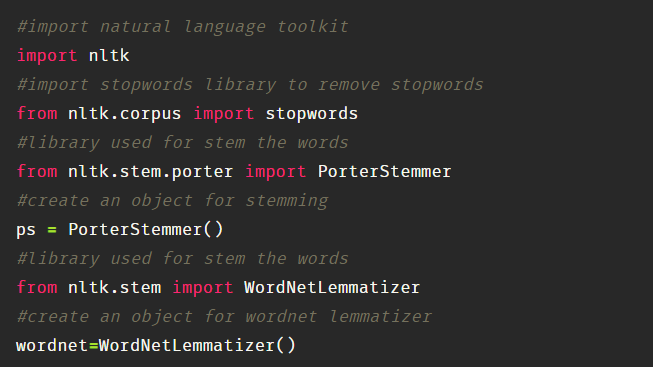 #import natural language toolkit
import nltk
#import stopwords library to remove stopwords
from nltk.corpus import stopwords
#library used for stem the words
from nltk.stem.porter import PorterStemmer
#create an object for stemming
ps = PorterStemmer()
#library used for stem the words
from nltk.stem import WordNetLemmatizer
#create an object for wordnet lemmatizer
wordnet=WordNetLemmatizer()